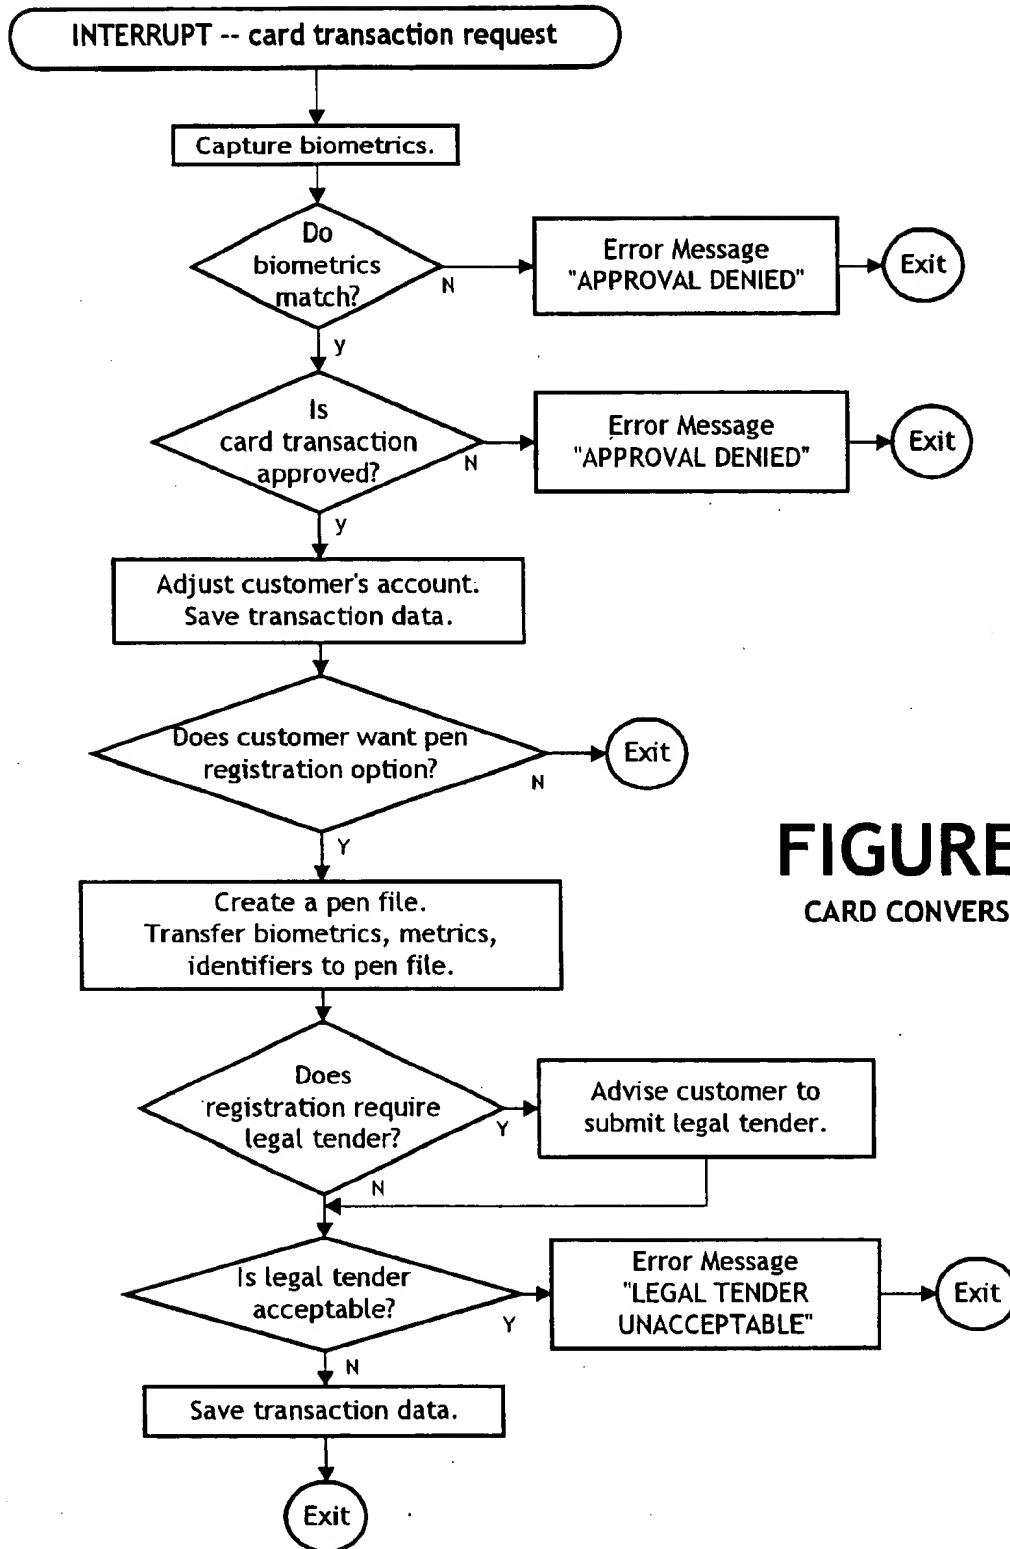 INTERRUPT -- card transaction request
Capture biometrics.
Do
biometrics
match?
N
Error Message
"APPROVAL DENIED"
Exit
y
Is
card transaction
approved?
N
Error Message
"APPROVAL DENIED"
Exit
y
Adjust customer's account.
Save transaction data.
Does customer want pen
registration option?
N
Exit
Y
FIGURE
CARD CONVERS
Create a pen file.
Transfer biometrics, metrics,
identifiers to pen file.
Does
registration require
legal tender?
Y
Advise customer to
submit legal tender.
N
Is legal tender
acceptable?
Y
Error Message
"LEGAL TENDER
UNACCEPTABLE"
Exit
N
Save transaction data.
Exit